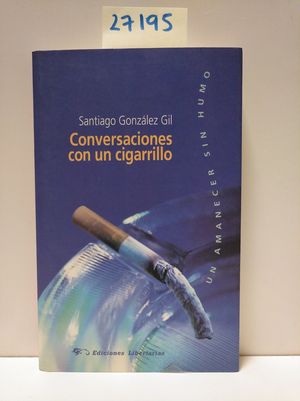 27195
Santiago González Gil
Conversaciones
con un cigarrillo
UN AMANECER SIN HUMO
Ediciones Libertarias